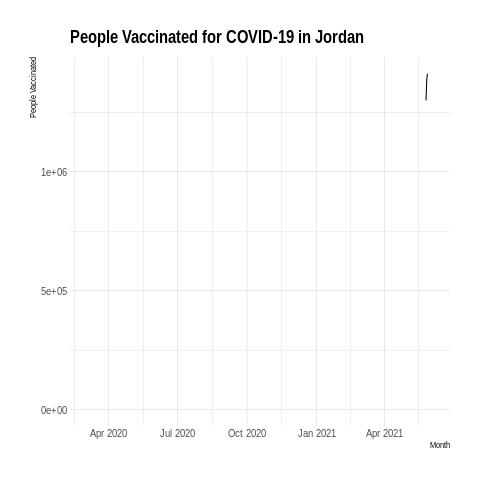 People Vaccinated for COVID-19 in Jordan
People Vaccinated
1e+06
5e+05
0e+00
Apr 2020 Jul 2020 Oct 2020 Jan 2021 Apr 2021
Month